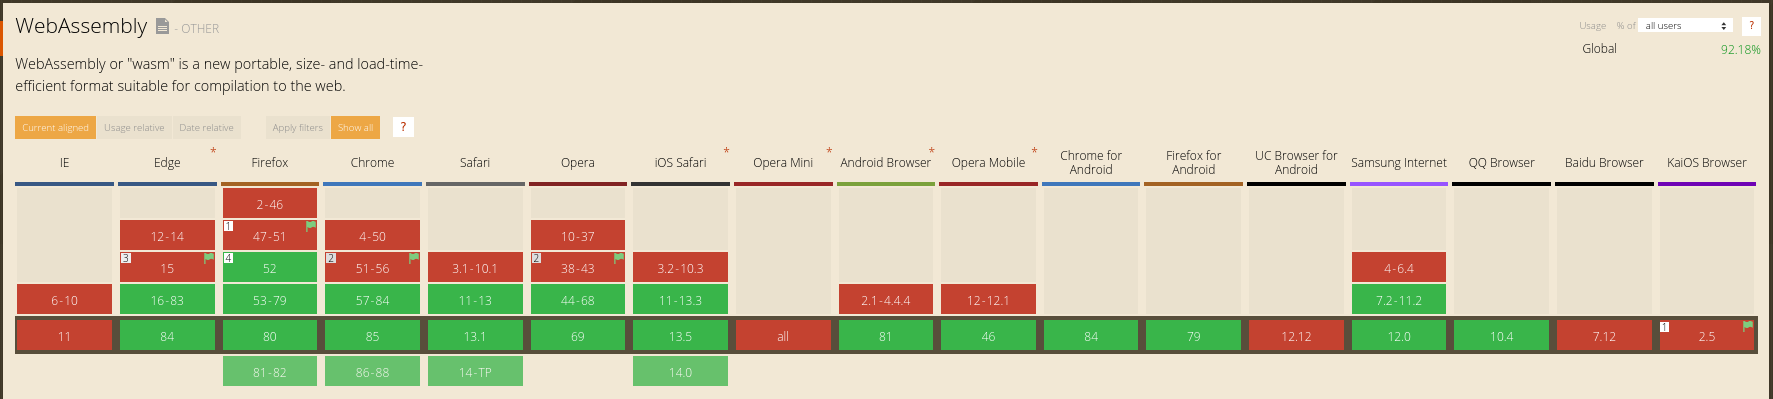 WebAssembly - OTHER
Usage % of all users ?
Global 92.18%
WebAssembly or "wasm" is a new portable, size- and load-time-
efficient format suitable for compilation to the web.
Current aligned Usage relative Date relative Apply filters Show all ?
IE Edge * Firefox Chrome Safari Opera iOS Safari * Opera Mini * Android Browser * Opera Mobile * Chrome for Android Firefox for Android UC Browser for Android Samsung Internet QQ Browser Baidu Browser KaiOS Browser
2-46
12-14 1 47-51 4-50 10-37
3 15 4 52 2 51-56 3.1-10.1 2 38-43 3.2-10.3 4-6.4
6-10 16-83 53-79 57-84 11-13 44-68 11-13.3 2.1-4.4.4 12-12.1 7.2-11.2
11 84 80 85 13.1 69 13.5 all 81 46 84 79 12.12 12.0 10.4 7.12 1 2.5
81-82 86-88 14-TP 14.0